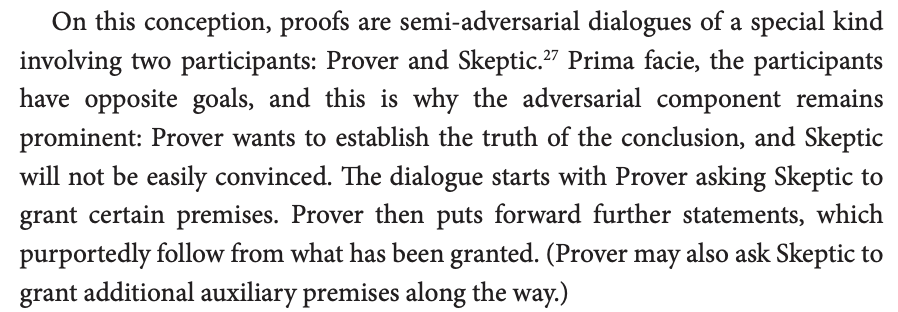 On this conception, proofs are semi-adversarial dialogues of a special kind
involving two participants: Prover and Skeptic.²⁷ Prima facie, the participants
have opposite goals, and this is why the adversarial component remains
prominent: Prover wants to establish the truth of the conclusion, and Skeptic
will not be easily convinced. The dialogue starts with Prover asking Skeptic to
grant certain premises. Prover then puts forward further statements, which
purportedly follow from what has been granted. (Prover may also ask Skeptic to
grant additional auxiliary premises along the way.)